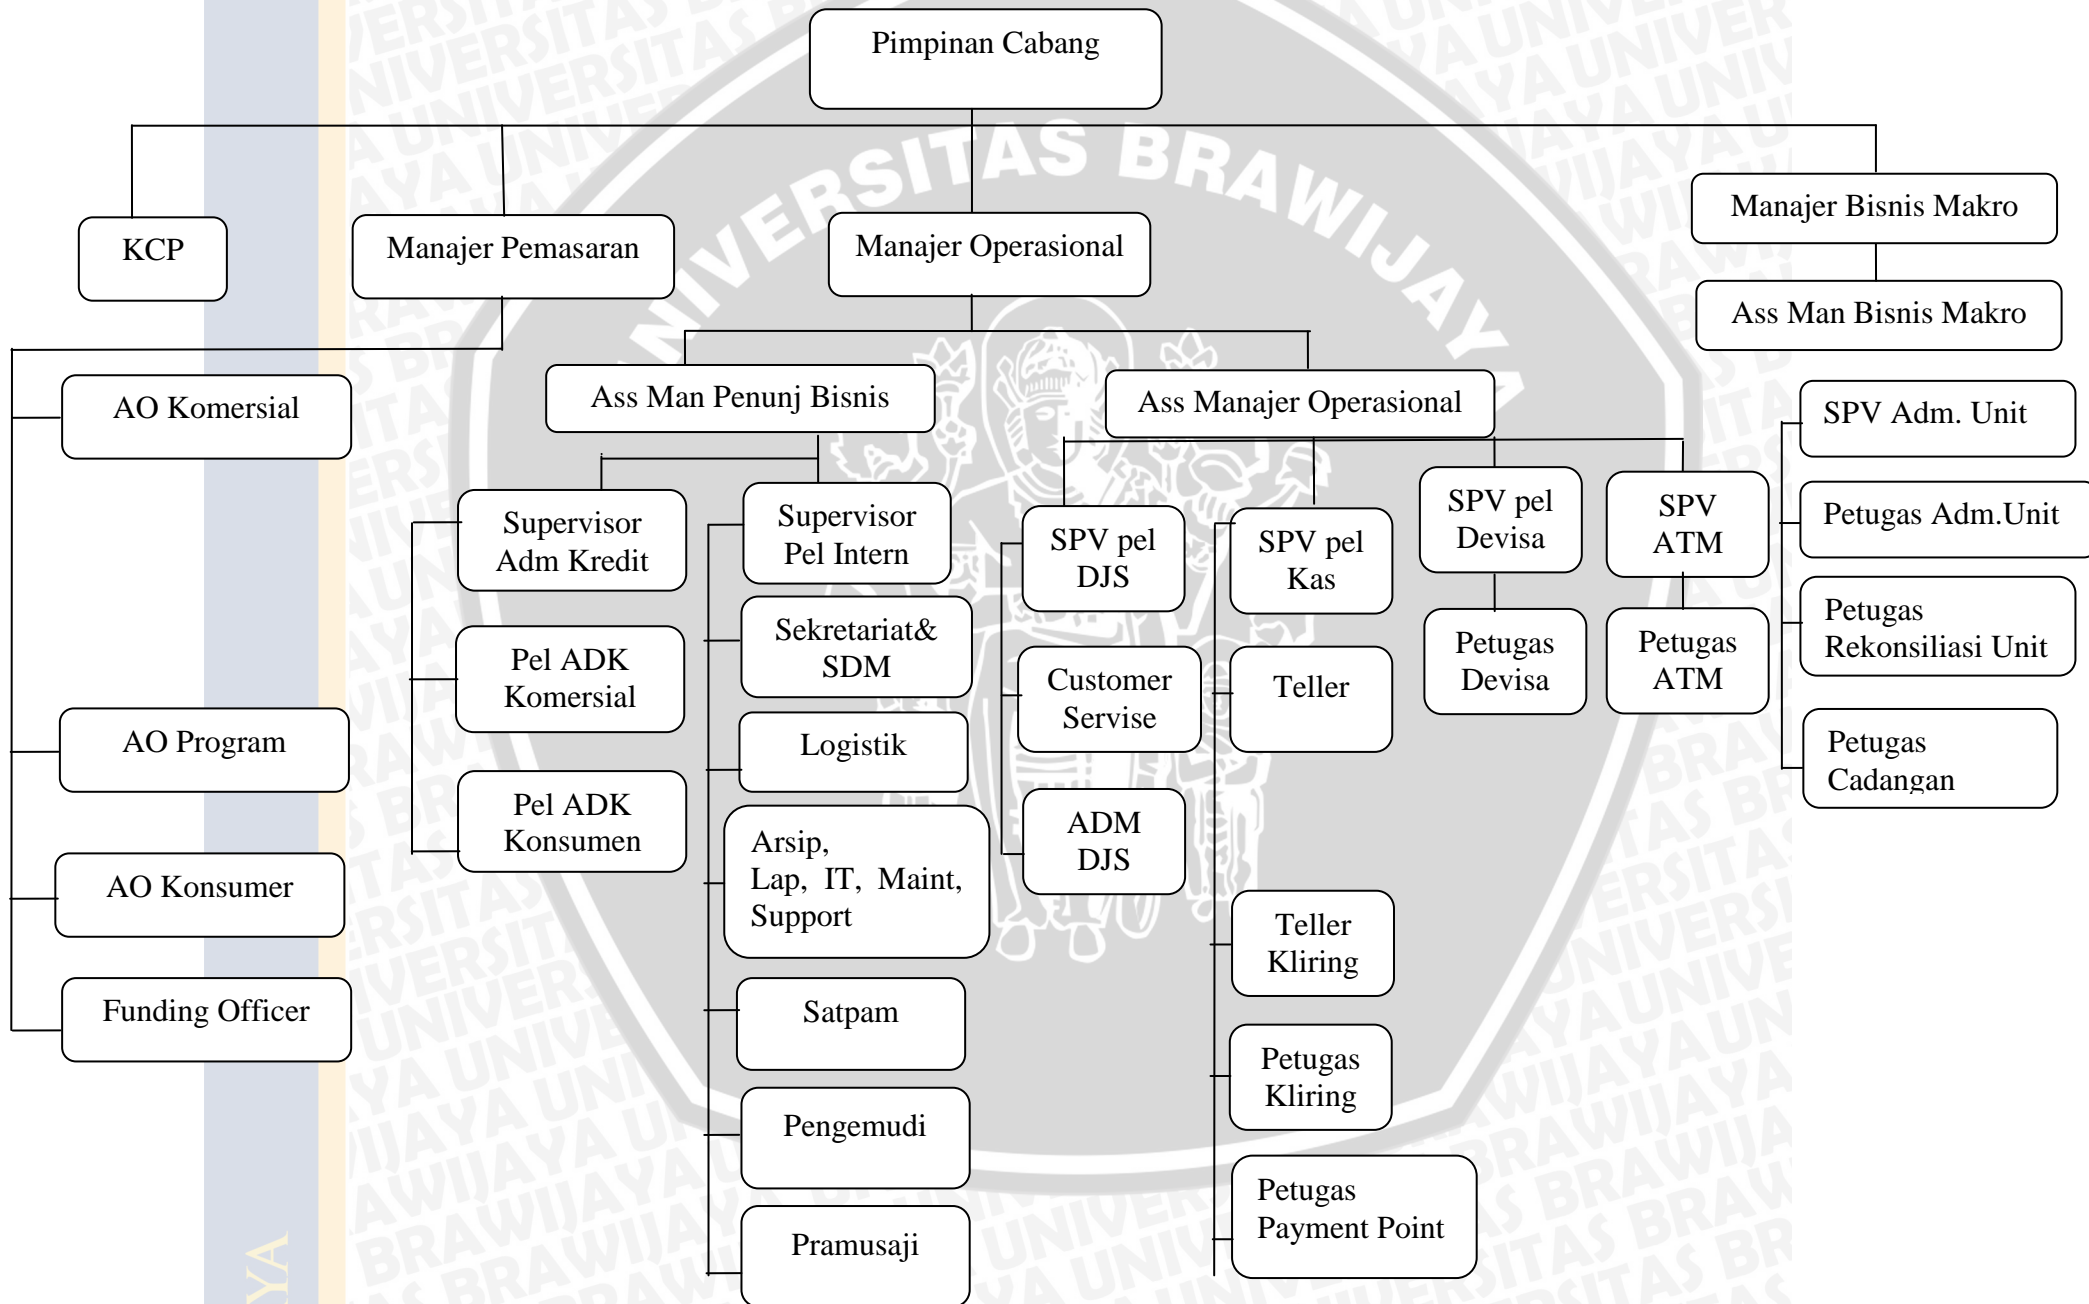 Pimpinan Cabang
UNIVERSITAS BRAWIJAYA
KCP
Manajer Pemasaran
Manajer Operasional
Manajer Bisnis Makro
Ass Man Bisnis Makro
Ass Man Penunj Bisnis
Ass Manajer Operasional
AO Komersial
AO Program
AO Konsumer
Funding Officer
Supervisor
Adm Kredit
Pel ADK
Komersial
Pel ADK
Konsumen
Supervisor
Pel Intern
Sekretariat&
SDM
Logistik
Arsip,
Lap, IT, Maint,
Support
Satpam
Pengemudi
Pramusaji
SPV pel
DJS
Customer
Servise
ADM
DJS
SPV pel
Kas
Teller
Teller
Kliring
Petugas
Kliring
Petugas
Payment Point
SPV pel
Devisa
Petugas
Devisa
SPV
ATM
Petugas
ATM
SPV Adm. Unit
Petugas Adm.Unit
Petugas
Rekonsiliasi Unit
Petugas
Cadangan